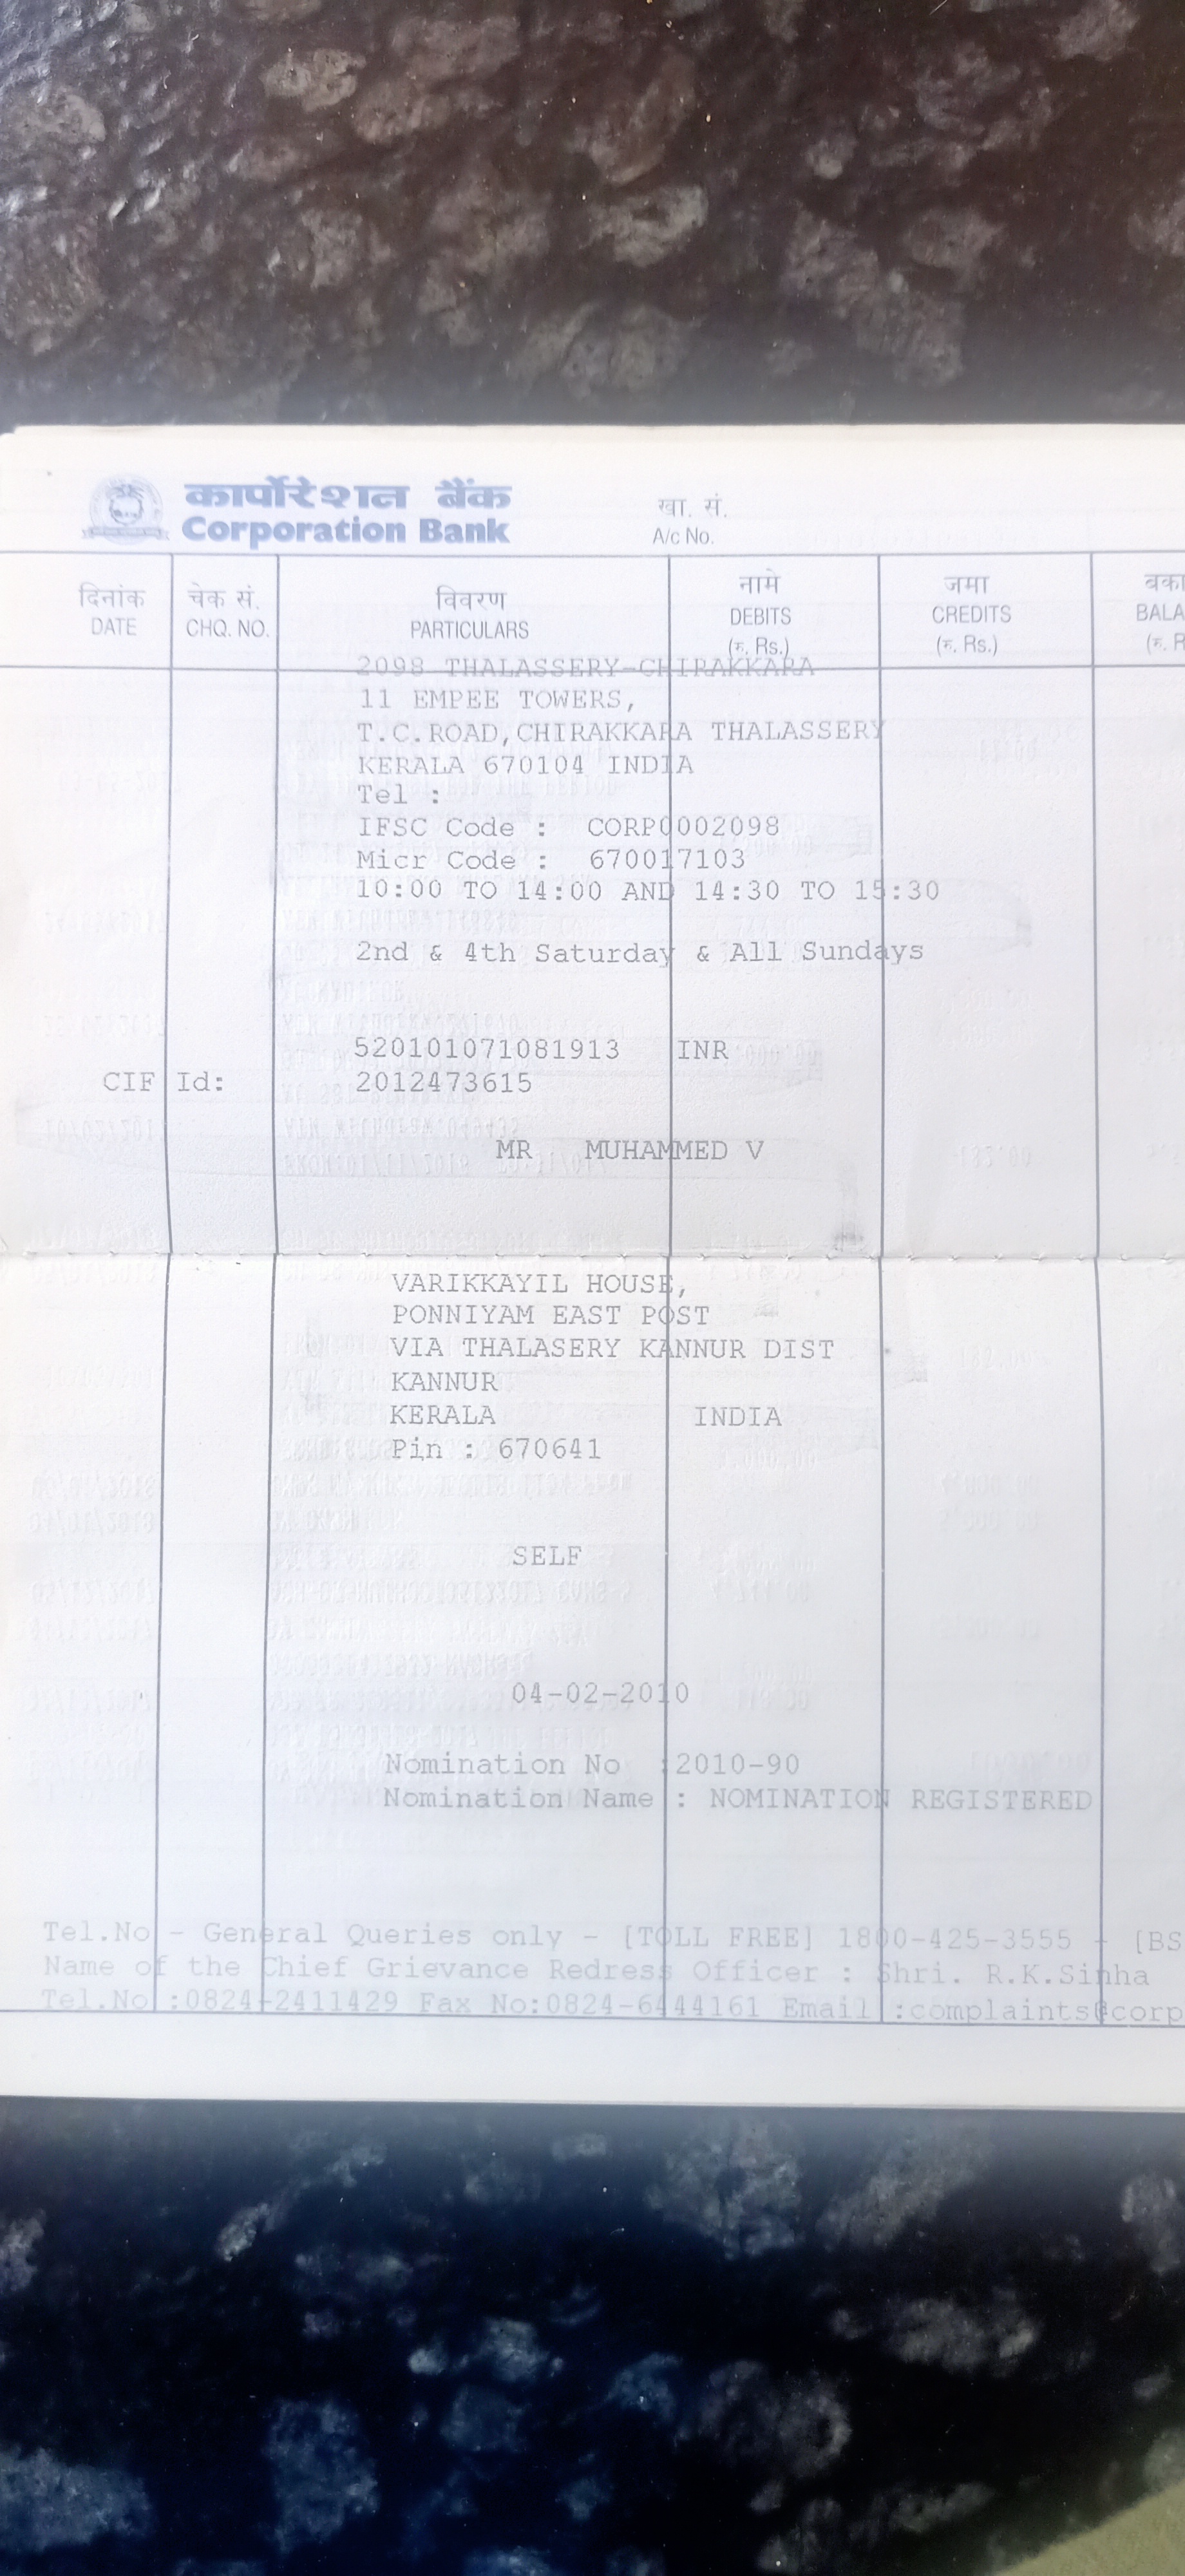 कार्पोरेशन बैंक
Corporation Bank
खा. सं.
A/c No.
दिनांक
DATE
चेक सं.
CHQ. NO.
विवरण
PARTICULARS
नामे
DEBITS
(रु. Rs.)
जमा
CREDITS
(रु. Rs.)
बका
BALA
(रु. R
2098 THALASSERY-CHIRAKKARA
11 EMPEE TOWERS,
T.C.ROAD,CHIRAKKARA THALASSERY
KERALA 670104 INDIA
Tel :
IFSC Code : CORP0002098
Micr Code : 670017103
10:00 TO 14:00 AND 14:30 TO 15:30
2nd & 4th Saturday & All Sundays
520101071081913 INR
CIF Id: 2012473615
MR MUHAMMED V
VARIKKAYIL HOUSE,
PONNIYAM EAST POST
VIA THALASERY KANNUR DIST
KANNUR
KERALA INDIA
Pin : 670641
SELF
04-02-2010
Nomination No :2010-90
Nomination Name : NOMINATION REGISTERED
Tel.No - General Queries only - [TOLL FREE] 1800-425-3555 - [BS
Name of the Chief Grievance Redress Officer : Shri. R.K.Sinha
Tel.No :0824-2411429 Fax No:0824-6444161 Email :complaints@corp